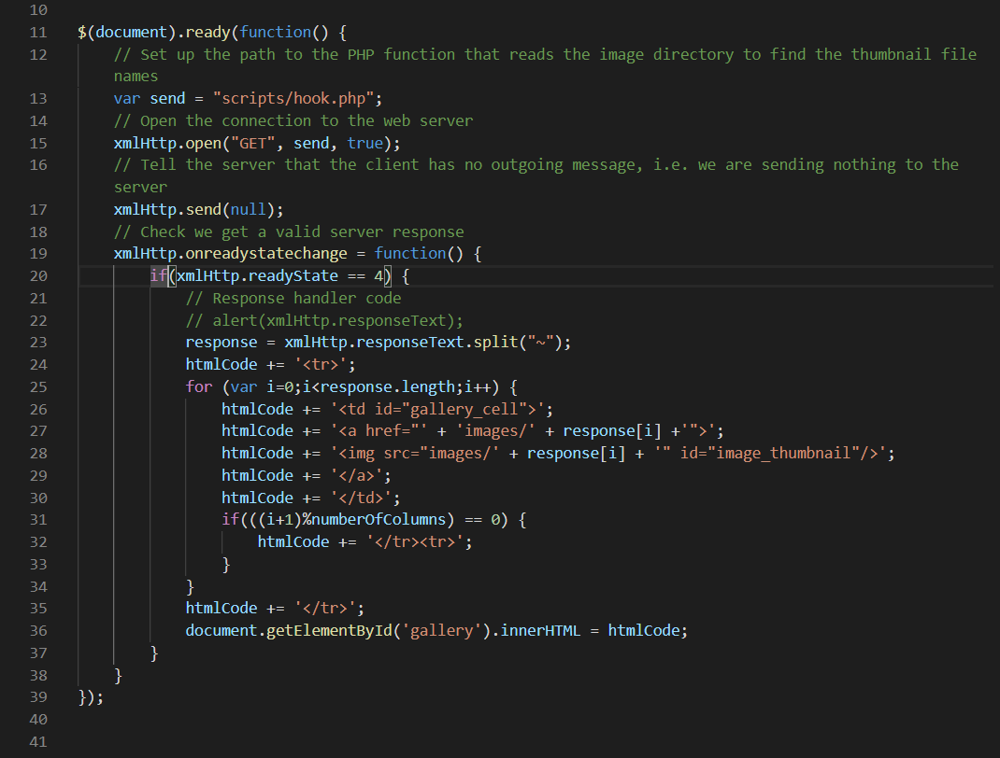 10
11 $(document).ready(function() {
12 // Set up the path to the PHP function that reads the image directory to find the thumbnail file
names
13 var send = "scripts/hook.php";
14 // Open the connection to the web server
15 xmlHttp.open("GET", send, true);
16 // Tell the server that the client has no outgoing message, i.e. we are sending nothing to the
server
17 xmlHttp.send(null);
18 // Check we get a valid server response
19 xmlHttp.onreadystatechange = function() {
20 if(xmlHttp.readyState == 4) {
21 // Response handler code
22 // alert(xmlHttp.responseText);
23 response = xmlHttp.responseText.split("~");
24 htmlCode += '<tr>';
25 for (var i=0;i<response.length;i++) {
26 htmlCode += '<td id="gallery_cell">';
27 htmlCode += '<a href="' + 'images/' + response[i] +'">';
28 htmlCode += '<img src="images/' + response[i] + '" id="image_thumbnail"/>';
29 htmlCode += '</a>';
30 htmlCode += '</td>';
31 if(((i+1)%numberOfColumns) == 0) {
32 htmlCode += '</tr><tr>';
33 }
34 }
35 htmlCode += '</tr>';
36 document.getElementById('gallery').innerHTML = htmlCode;
37 }
38 }
39 });
40
41